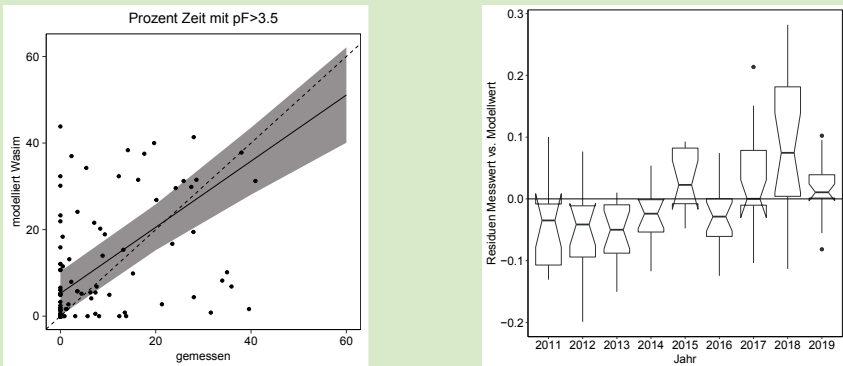 Prozent Zeit mit pF>3.5
60
40
20
0
0 20 40 60
modelliert Wasim
gemessen
0.3
0.2
0.1
0.0
−0.1
−0.2
Residuen Messwert vs. Modellwert
2011 2012 2013 2014 2015 2016 2017 2018 2019
Jahr